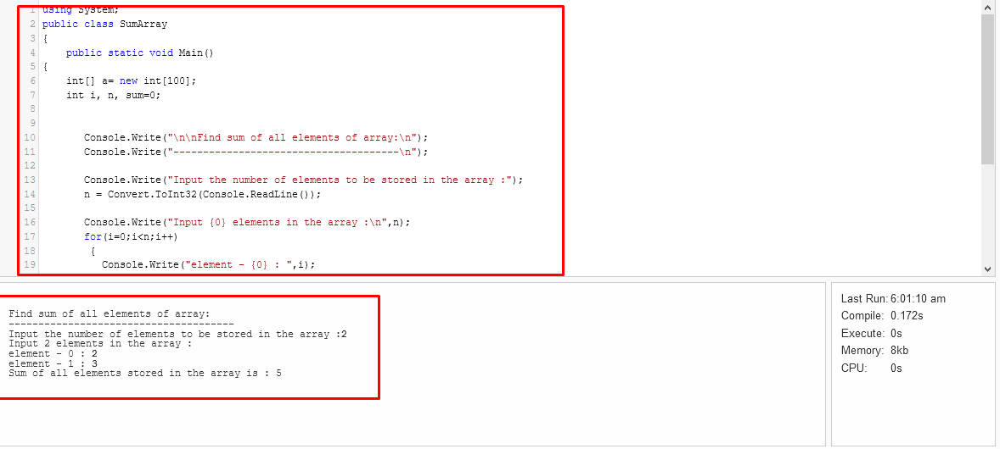 1 using System;
2 public class SumArray
3 {
4 public static void Main()
5 {
6 int[] a= new int[100];
7 int i, n, sum=0;
8
9
10 Console.Write("\n\nFind sum of all elements of array:\n");
11 Console.Write("--------------------------------------\n");
12
13 Console.Write("Input the number of elements to be stored in the array :");
14 n = Convert.ToInt32(Console.ReadLine());
15
16 Console.Write("Input {0} elements in the array :\n",n);
17 for(i=0;i<n;i++)
18 {
19 Console.Write("element - {0} : ",i);
Find sum of all elements of array:
--------------------------------------
Input the number of elements to be stored in the array :2
Input 2 elements in the array :
element - 0 : 2
element - 1 : 3
Sum of all elements stored in the array is : 5
Last Run: 6:01:10 am
Compile: 0.172s
Execute: 0s
Memory: 8kb
CPU: 0s